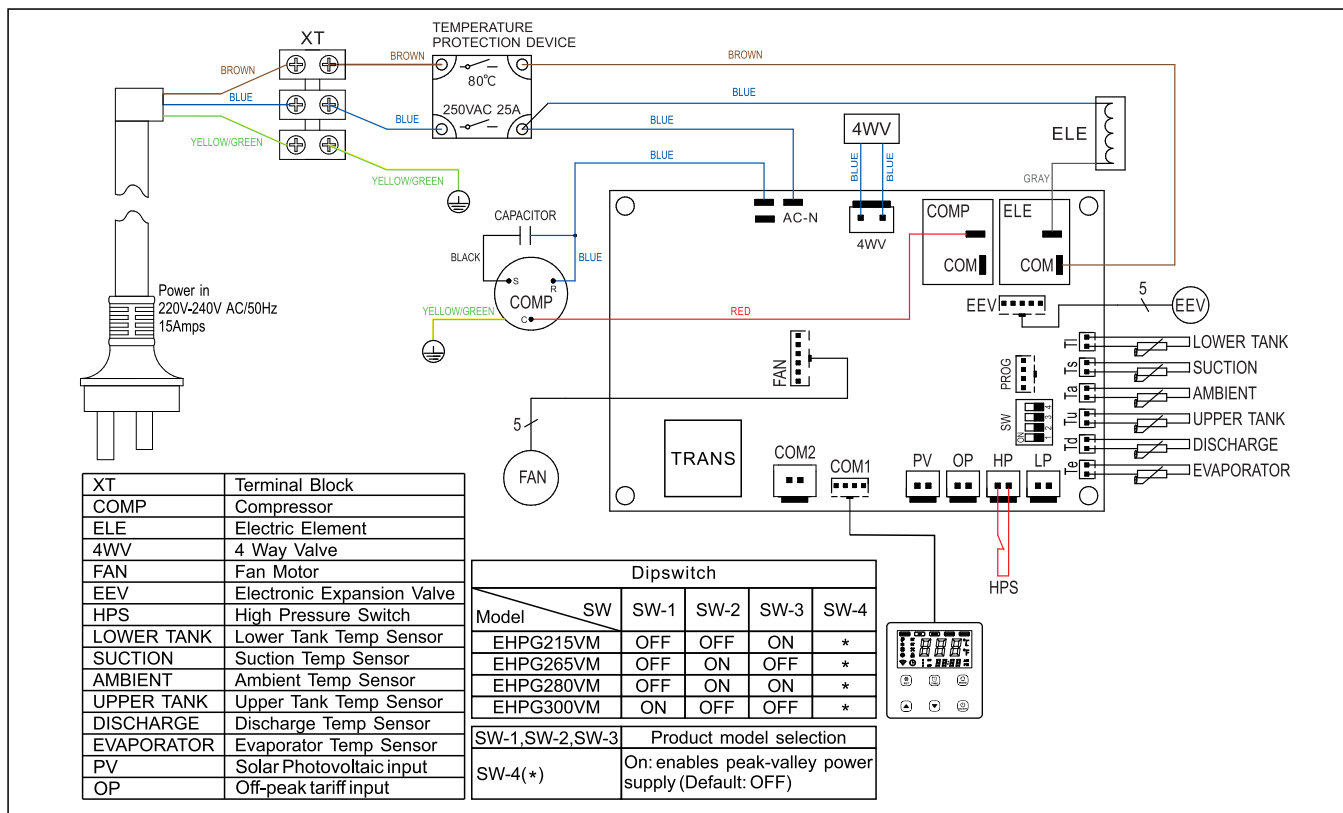 TEMPERATURE
PROTECTION DEVICE
XT
BROWN
BROWN
BROWN
80℃
BLUE
BLUE
250VAC 25A
BLUE
BLUE
4WV
ELE
YELLOW/GREEN
BLUE
BLUE
BLUE
YELLOW/GREEN
GRAY
CAPACITOR
AC-N
4WV
COMP
ELE
BLACK
BLUE
COM
COM
S
R
COMP
C
Power in
220V-240V AC/50Hz
15Amps
YELLOW/GREEN
RED
EEV
5
EEV
Tl
LOWER TANK
Ts
SUCTION
Ta
AMBIENT
Tu
UPPER TANK
Td
DISCHARGE
Te
EVAPORATOR
FAN
PROG
SW
ON
1 2 3 4
5
FAN
TRANS
COM2
COM1
PV
OP
HP
LP
HPS
XT Terminal Block
COMP Compressor
ELE Electric Element
4WV 4 Way Valve
FAN Fan Motor
EEV Electronic Expansion Valve
HPS High Pressure Switch
LOWER TANK Lower Tank Temp Sensor
SUCTION Suction Temp Sensor
AMBIENT Ambient Temp Sensor
UPPER TANK Upper Tank Temp Sensor
DISCHARGE Discharge Temp Sensor
EVAPORATOR Evaporator Temp Sensor
PV Solar Photovoltaic input
OP Off-peak tariff input
Dipswitch
Model SW SW-1 SW-2 SW-3 SW-4
EHPG215VM OFF OFF ON *
EHPG265VM OFF ON OFF *
EHPG280VM OFF ON ON *
EHPG300VM ON OFF OFF *
SW-1,SW-2,SW-3 Product model selection
SW-4(*) On: enables peak-valley power
supply (Default: OFF)
888
℃
℉